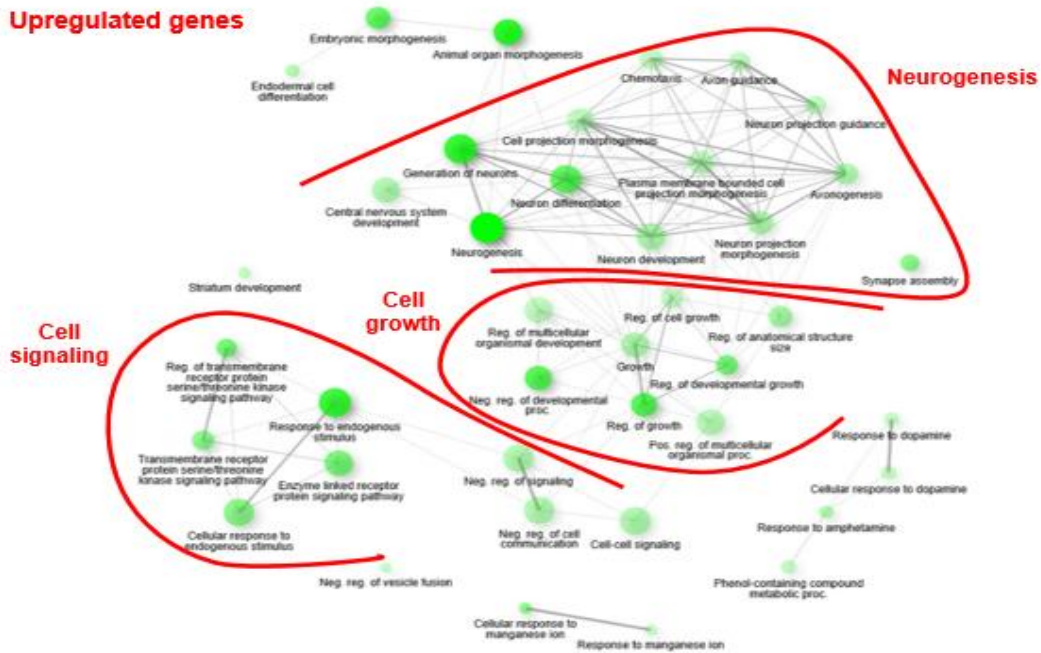 Upregulated genes
Embryonic morphogenesis
Animal organ morphogenesis
Endodermal cell
differentiation
Chemotaxis
Axon guidance
Neurogenesis
Neuron projection guidance
Cell projection morphogenesis
Generation of neurons
Plasma membrane bounded cell
projection morphogenesis
Axonogenesis
Neuron differentiation
Central nervous system
development
Neurogenesis
Neuron development
Neuron projection
morphogenesis
Synapse assembly
Striatum development
Cell
growth
Cell
signaling
Reg. of cell growth
Reg. of multicellular
organismal development
Reg. of anatomical structure
size
Growth
Reg. of developmental growth
Neg. reg. of developmental
proc.
Reg. of growth
Pos. reg. of multicellular
organismal proc.
Reg. of transmembrane
receptor protein
serine/threonine kinase
signaling pathway
Response to endogenous
stimulus
Transmembrane receptor
protein serine/threonine
kinase signaling pathway
Enzyme linked receptor
protein signaling pathway
Cellular response to
endogenous stimulus
Neg. reg. of signaling
Neg. reg. of cell
communication
Cell-cell signaling
Neg. reg. of vesicle fusion
Response to dopamine
Cellular response to dopamine
Response to amphetamine
Phenol-containing compound
metabolic proc.
Cellular response to
manganese ion
Response to manganese ion